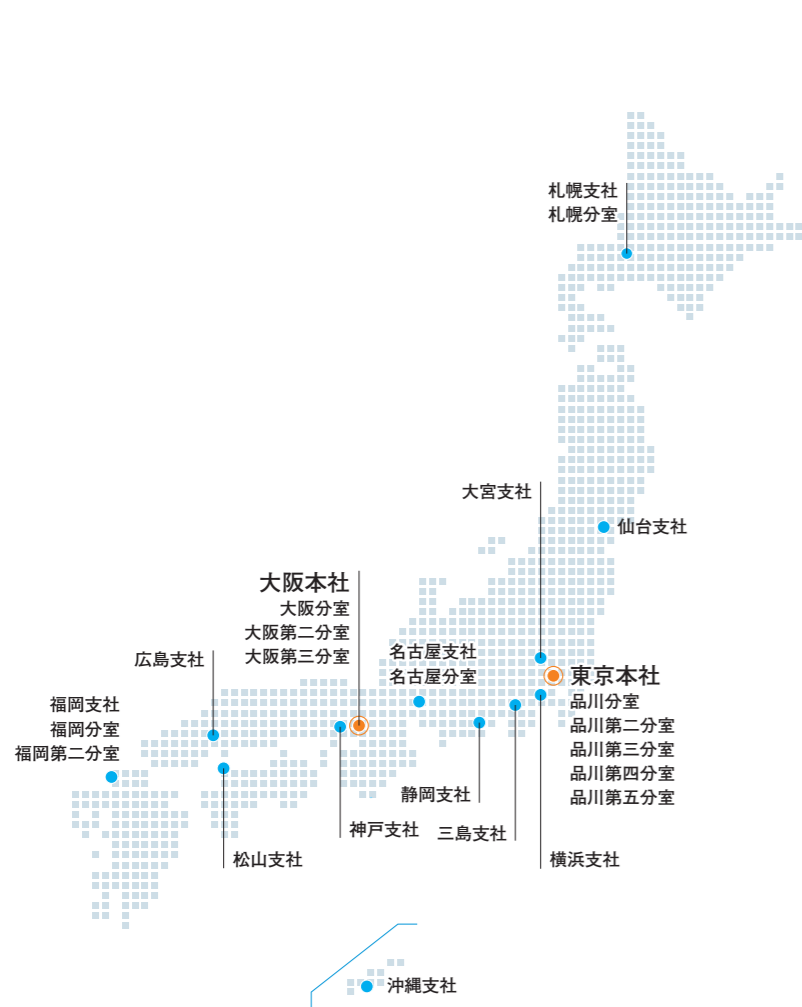 札幌支社
札幌分室
大宮支社
仙台支社
大阪本社
大阪分室
大阪第二分室
大阪第三分室
名古屋支社
名古屋分室
広島支社
東京本社
品川分室
品川第二分室
品川第三分室
品川第四分室
品川第五分室
福岡支社
福岡分室
福岡第二分室
静岡支社
神戸支社
三島支社
松山支社
横浜支社
沖縄支社